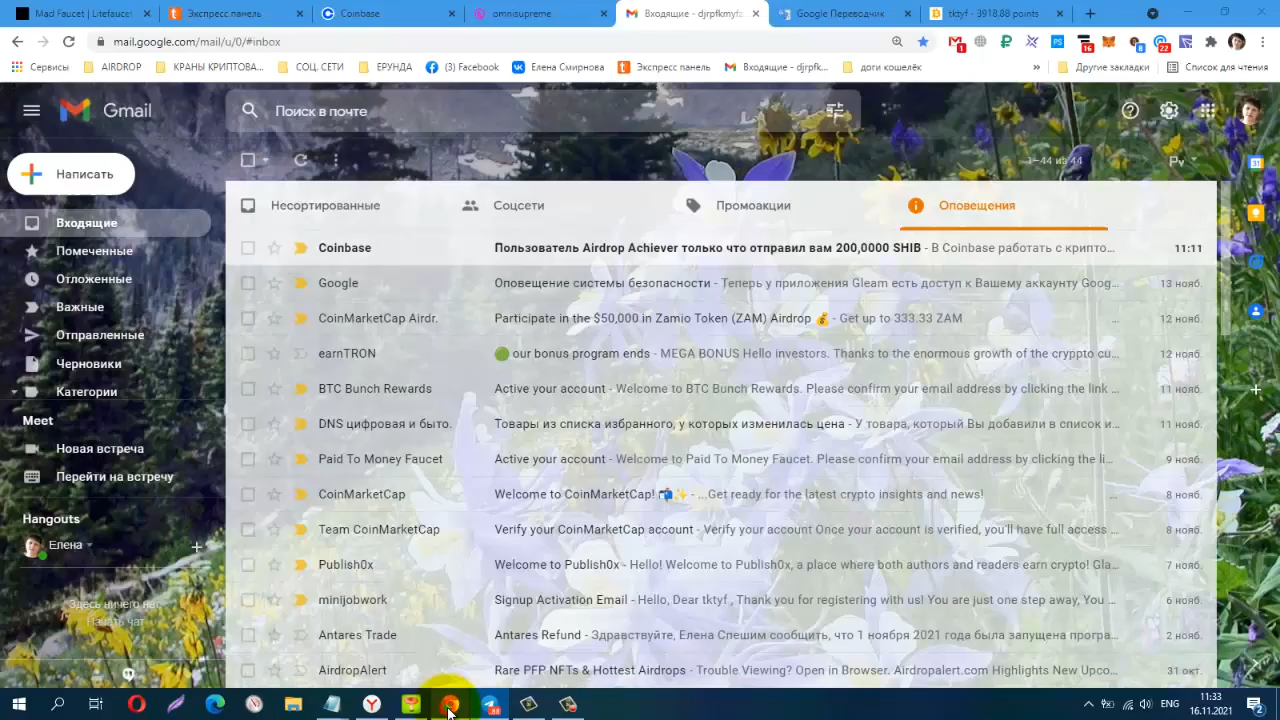 Mad Faucet | Litefaucet
Экспресс панель
Coinbase
omnisupreme
Входящие - djrpfkmyfs
Google Переводчик
tktyf - 3918.88 points
mail.google.com/mail/u/0/#inbox
1
16
8
22
Сервисы
AIRDROP
КРАНЫ КРИПТОВА...
СОЦ. СЕТИ
ЕРУНДА
(3) Facebook
Елена Смирнова
Экспресс панель
Входящие - djrpfk...
доги кошелёк
»
Другие закладки
Список для чтения
Gmail
Поиск в почте
Написать
1–44 из 44
Входящие
Помеченные
Отложенные
Важные
Отправленные
Черновики
Категории
Meet
Новая встреча
Перейти на встречу
Hangouts
Елена
Здесь ничего нет.
Начать чат
Несортированные
Соцсети
Промоакции
Оповещения
Coinbase Пользователь Airdrop Achiever только что отправил вам 200,0000 SHIB - В Coinbase работать с крипто... 11:11
Google Оповещение системы безопасности - Теперь у приложения Gleam есть доступ к Вашему аккаунту Goog... 13 нояб.
CoinMarketCap Airdr. Participate in the $50,000 in Zamio Token (ZAM) Airdrop 💰 - Get up to 333.33 ZAM ... 12 нояб.
earnTRON 🟢 our bonus program ends - MEGA BONUS Hello investors. Thanks to the enormous growth of the cryppto cu... 12 нояб.
BTC Bunch Rewards Active your account - Welcome to BTC Bunch Rewards. Please confirm your email address by clicking the link ... 11 нояб.
DNS цифровая и быто. Товары из списка избранного, у которых изменилась цена - У товара, который Вы добавили в список и... 11 нояб.
Paid To Money Faucet Active your account - Welcome to Paid To Money Faucet. Please confirm your email address by clicking the li... 9 нояб.
CoinMarketCap Welcome to CoinMarketCap! 📬✨ - ...Get ready for the latest crypto insights and news! ... 8 нояб.
Team CoinMarketCap Verify your CoinMarketCap account - Verify your account Once your account is verified, you'll have full access ... 8 нояб.
Publish0x Welcome to Publish0x - Hello! Welcome to Publish0x, a place where both authors and readers earn crypto! Gla... 7 нояб.
minijobwork Signup Activation Email - Hello, Dear tktyf , Thank you for registering with us! You are just one step away, You ... 6 нояб.
Antares Trade Antares Refund - Здравствуйте, Елена Спешим сообщить, что 1 ноября 2021 года была запущена програ... 2 нояб.
AirdropAlert Rare PFP NFTs & Hottest Airdrops - Trouble Viewing? Open in Browser. Airdropalert.com Highlights New Upco... 31 окт.
ENG
11:33
16.11.2021
2